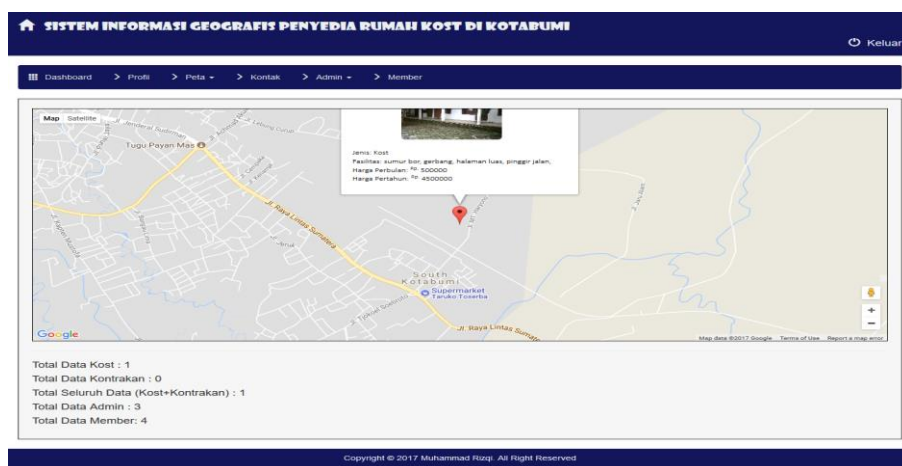 SISTEM INFORMASI GEOGRAFIS PENYEDIA RUMAH KOST DI KOTABUMI
Keluar
Dashboard > Profil > Peta > Kontak > Admin > Member
Map Satellite
Jl. Jenderal Sudirman
Tugu Payan Mas
Jenis: Kost
Fasilitas: sumur bor, gerbang, halaman luas, pinggir jalan,
Harga Perbulan: Rp. 500000
Harga Pertahun: Rp. 4500000
Jl. Raya Lintas Sumatera
South
Kotabumi
Supermarket
Taruko Toserba
Jl. Raya Lintas Sumatera
+
−
Google
Map data ©2017 Google Terms of Use Report a map error
Total Data Kost : 1
Total Data Kontrakan : 0
Total Seluruh Data (Kost+Kontrakan) : 1
Total Data Admin : 3
Total Data Member: 4
Copyright © 2017 Muhammad Rizqi. All Right Reserved